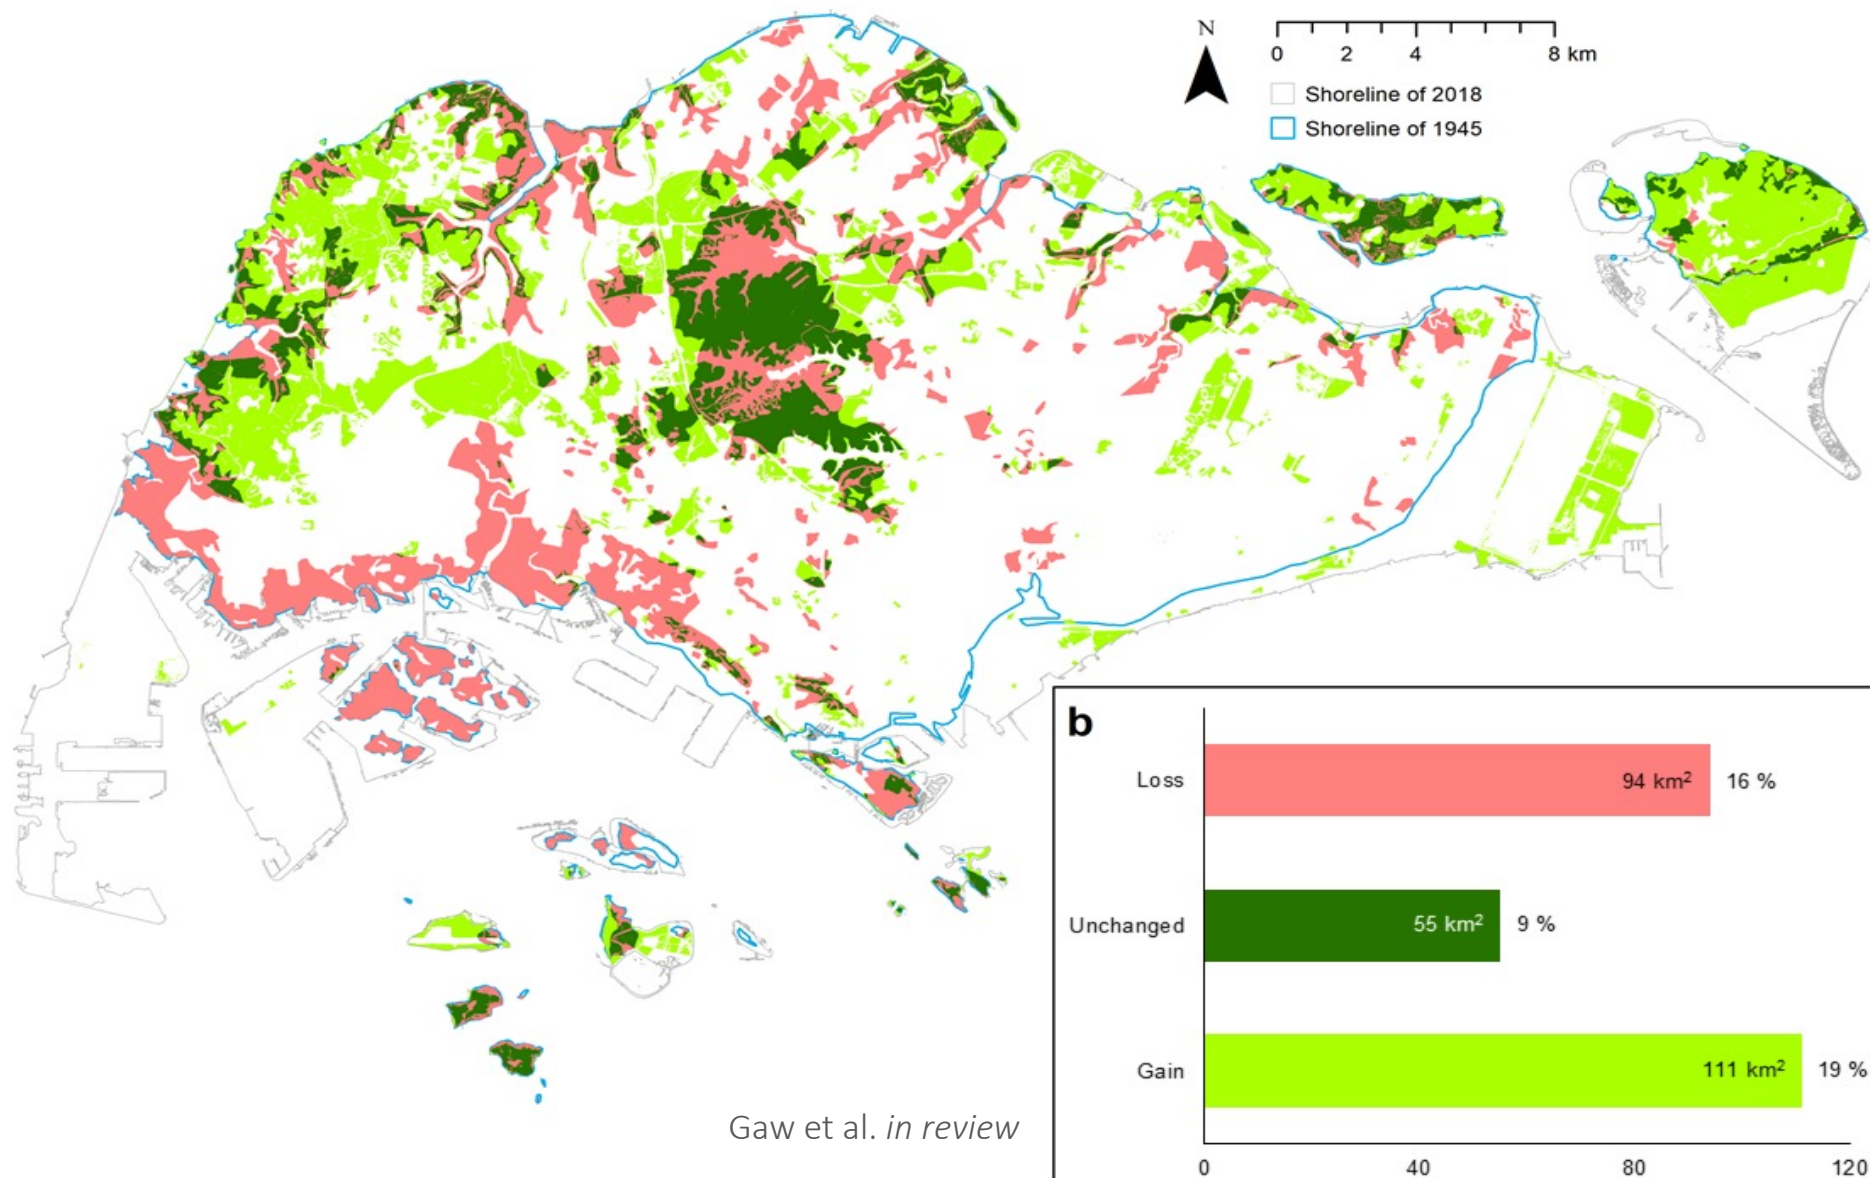 N
0 2 4 8 km
Shoreline of 2018
Shoreline of 1945
b
Loss 94 km² 16 %
Unchanged 55 km² 9 %
Gain 111 km² 19 %
0 40 80 120
Gaw et al. in review